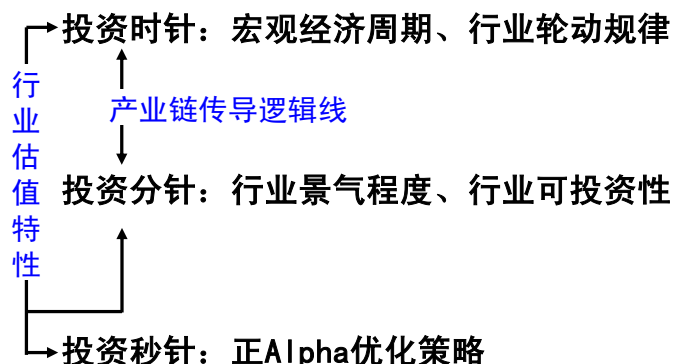 投资时针：宏观经济周期、行业轮动规律
产业链传导逻辑线
行业估值特性
投资分针：行业景气程度、行业可投资性
投资秒针：正Alpha优化策略